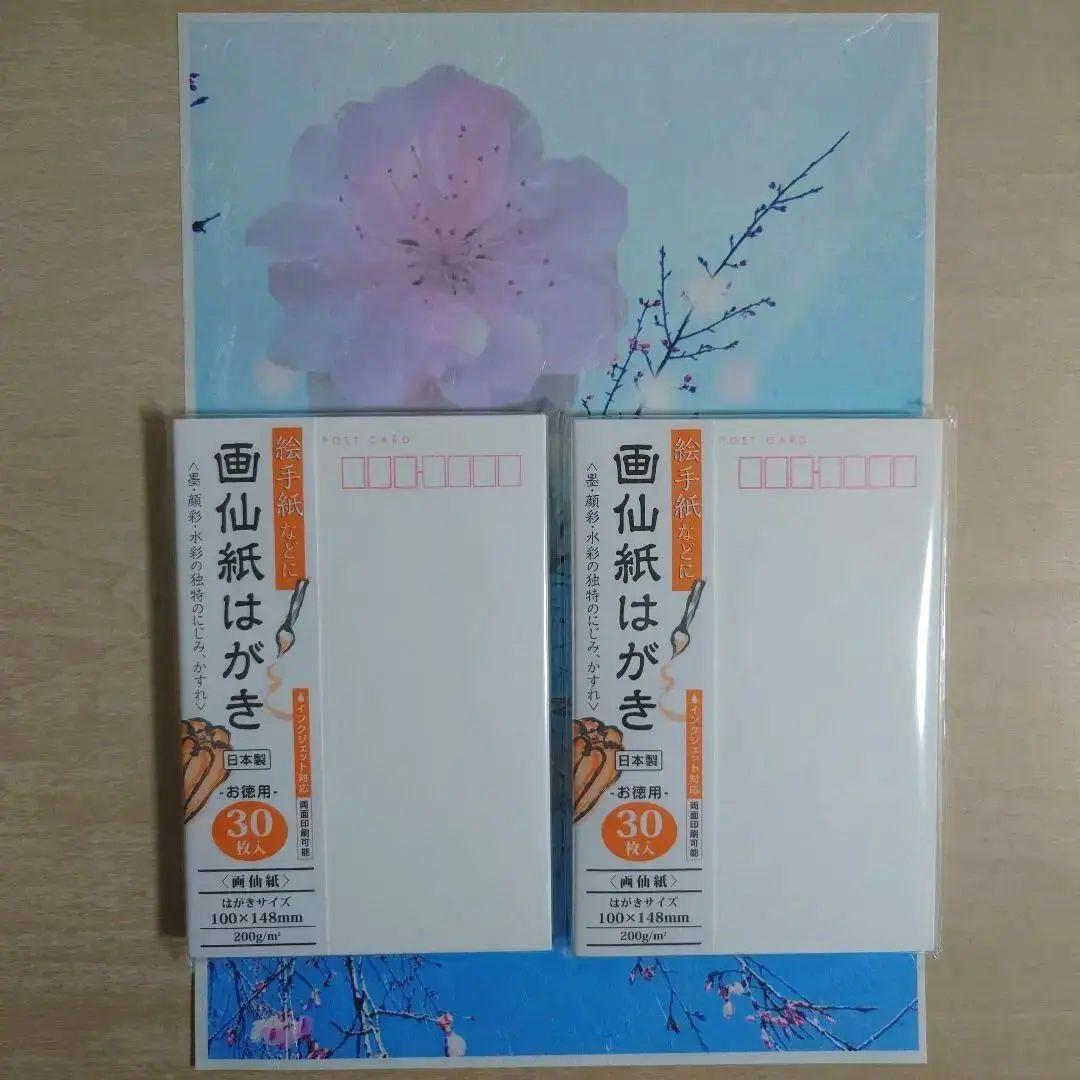 絵手紙などに
画仙紙はがき
<墨・顔彩・水彩の独特のにじみ、かすれ>
インクジェット対応
両面印刷可能
日本製
-お徳用-
30
枚入
〈画仙紙〉
はがきサイズ
100×148mm
200g/m²
POST CARD
絵手紙などに
画仙紙はがき
<墨・顔彩・水彩の独特のにじみ、かすれ>
インクジェット対応
両面印刷可能
日本製
-お徳用-
30
枚入
〈画仙紙〉
はがきサイズ
100×148mm
200g/m²
POST CARD